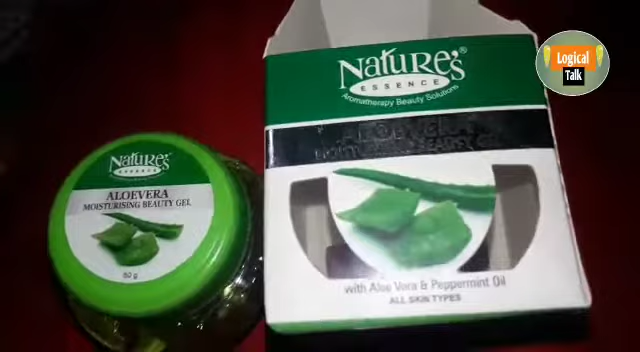 Logical
Talk
NATURE'S®
ESSENCE
Aromatherapy Beauty Solutions
ALOEVERA
with Aloe Vera & Peppermint Oil
ALL SKIN TYPES
NATURE'S
ESSENCE
ALOEVERA
MOISTURISING BEAUTY GEL